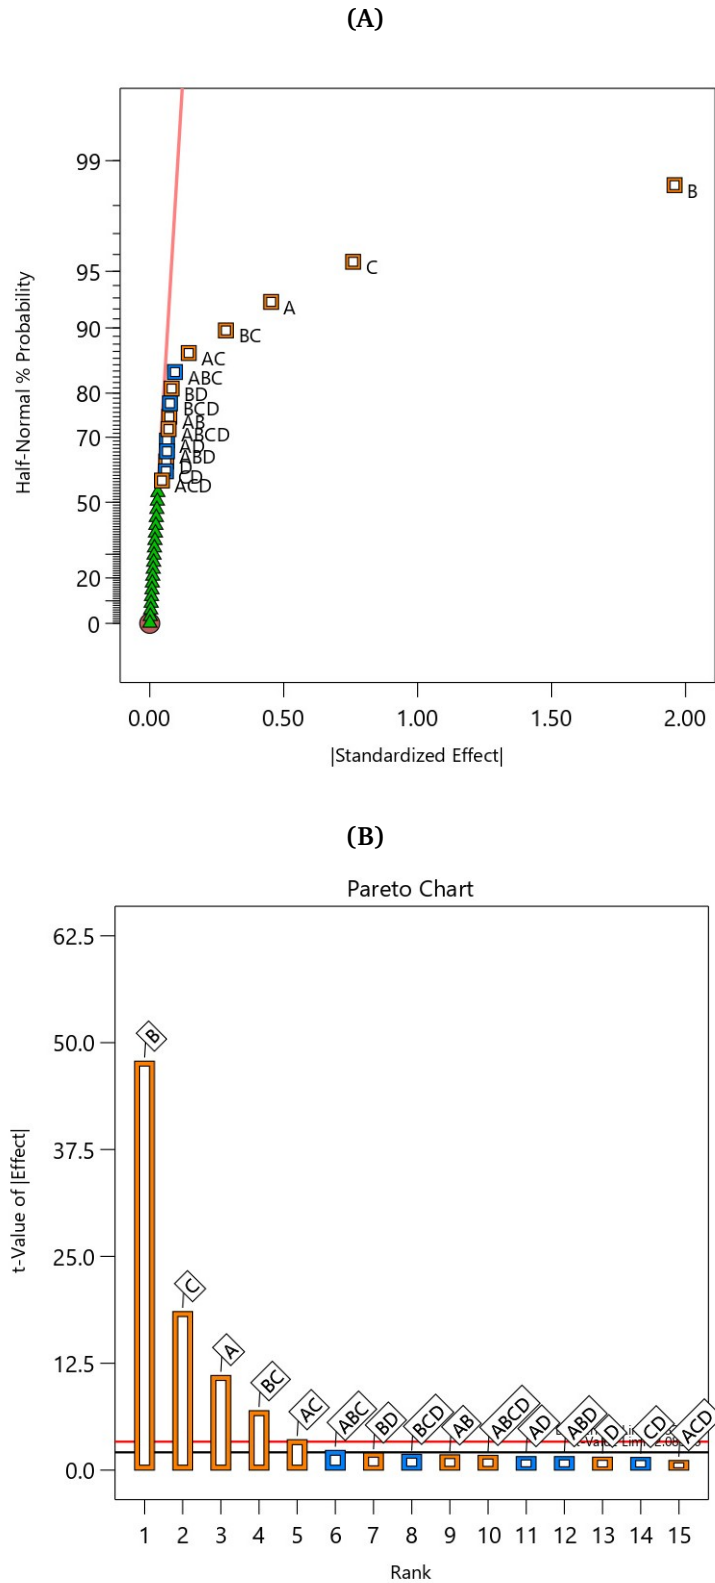 (A)
99
95
90
80
70
50
20
0
Half-Normal % Probability
B
C
A
BC
AC
ABC
BD
BCD
AB
ABCD
AD
ABD
D
CD
ACD
0.00 0.50 1.00 1.50 2.00
|Standardized Effect|
(B)
Pareto Chart
62.5
50.0
37.5
25.0
12.5
0.0
t-Value of |Effect|
B
C
A
BC
AC
ABC
BD
BCD
AB
ABCD
AD
ABD
D
CD
ACD
1 2 3 4 5 6 7 8 9 10 11 12 13 14 15
Rank